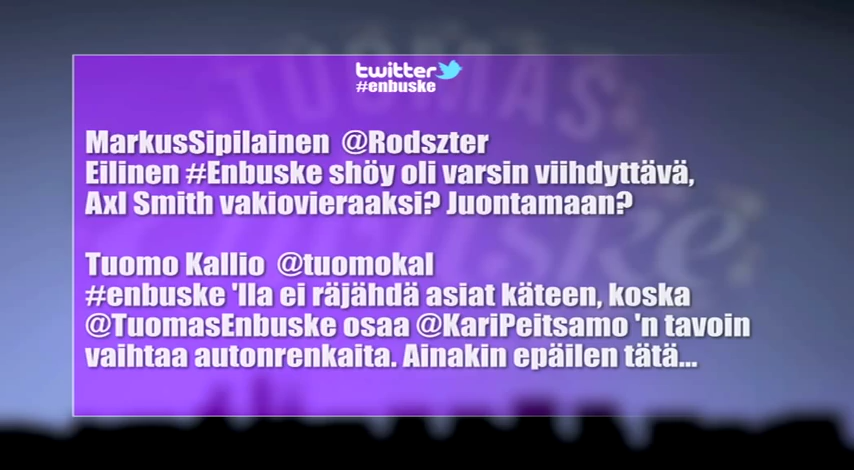 TUOMAS
twitter
#enbuske
MarkusSipilainen @Rodszter
Eilinen #Enbuske shöy oli varsin viihdyttävä,
Axl Smith vakiovieraaksi? Juontamaan?
Tuomo Kallio @tuomokal
#enbuske 'lla ei räjähdä asiat käteen, koska
@TuomasEnbuske osaa @KariPeitsamo 'n tavoin
vaihtaa autonrenkaita. Ainakin epäilen tätä...